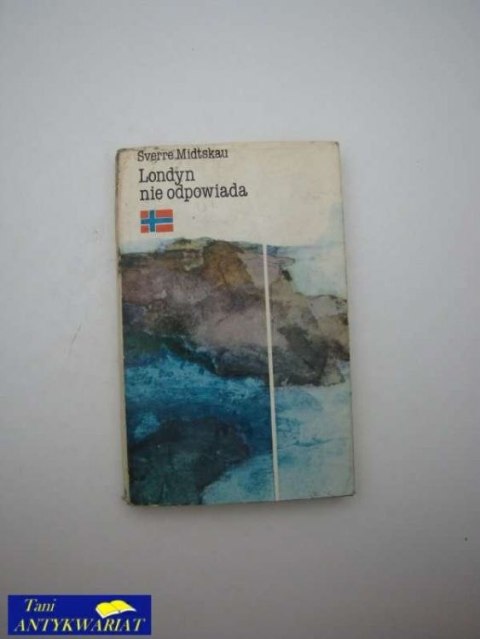 Sverre Midtskau
Londyn
nie odpowiada
Tani
ANTYKWARIAT